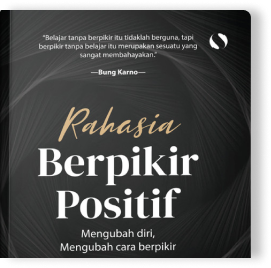 "Belajar tanpa berpikir itu tidaklah berguna, tapi
berpikir tanpa belajar itu merupakan sesuatu yang
sangat membahayakan."
—Bung Karno—
Rahasia
Berpikir
Positif
Mengubah diri,
Mengubah cara berpikir